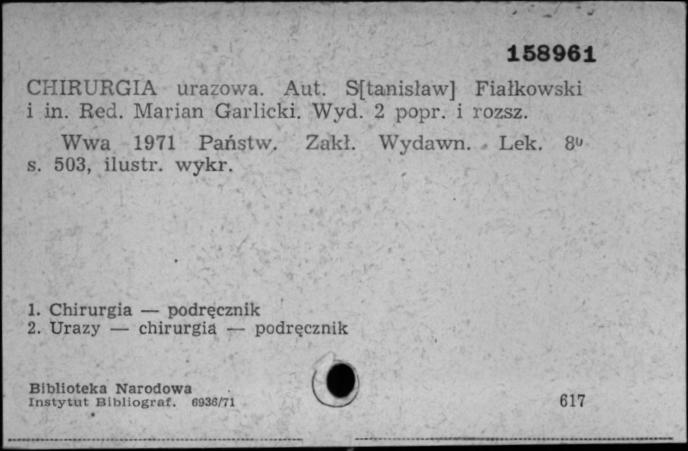 158961
CHIRURGIA urazowa. Aut. S[tanisław] Fiałkowski
i in. Red. Marian Garlicki. Wyd. 2 popr. i rozsz.
Wwa 1971 Państw. Zakł. Wydawn. Lek. 8⁰
s. 503, ilustr. wykr.
1. Chirurgia — podręcznik
2. Urazy — chirurgia — podręcznik
Biblioteka Narodowa
Instytut Bibliograf. 6936/71
617